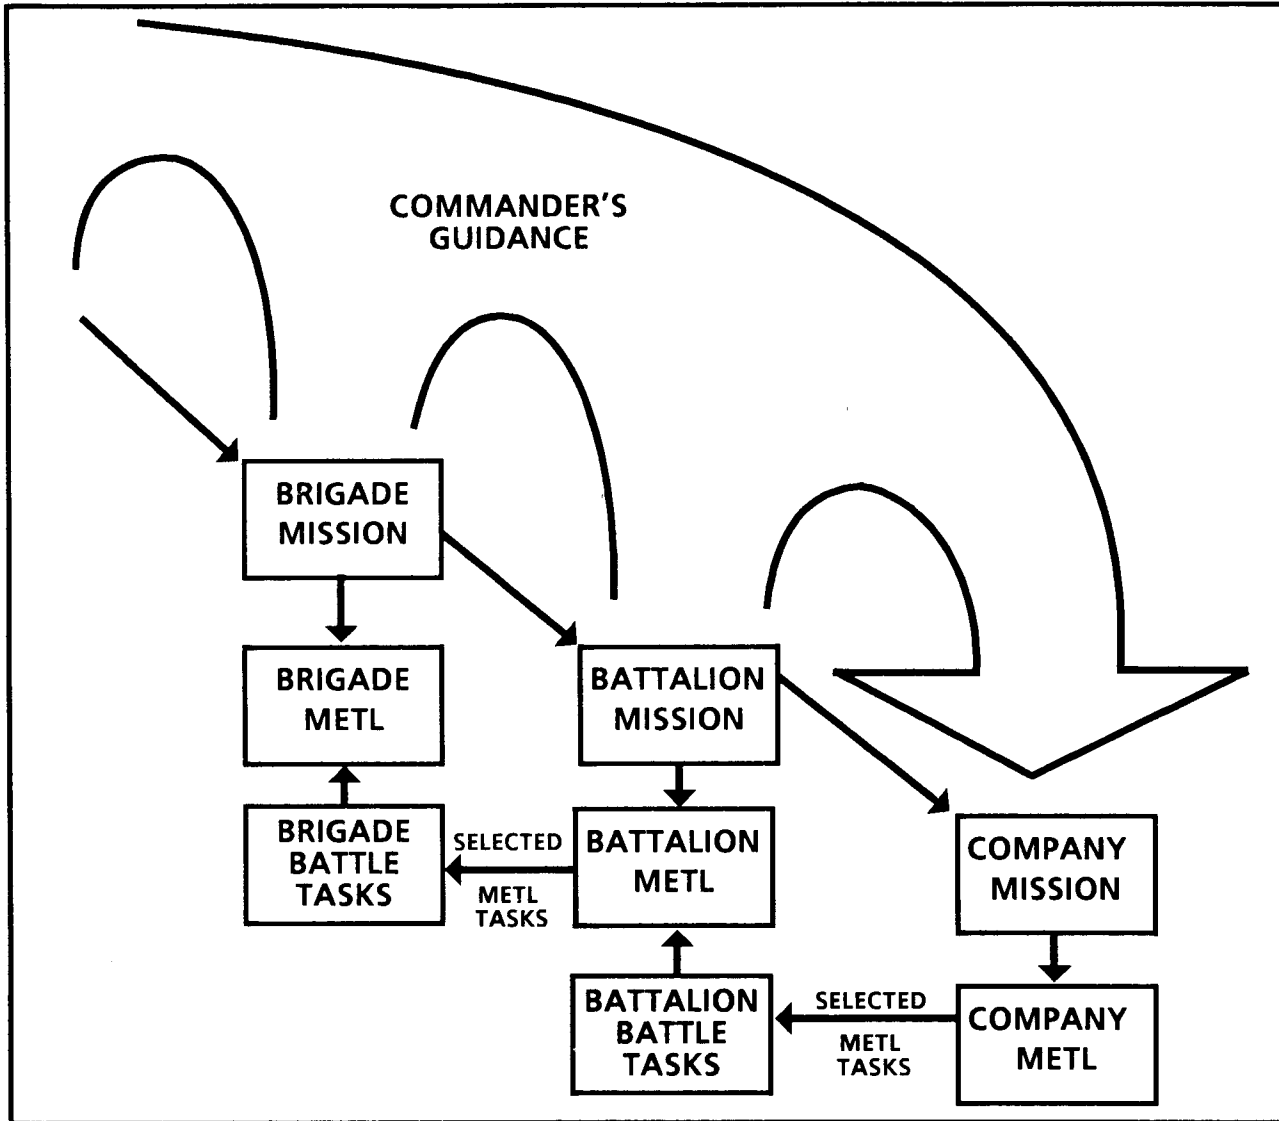 COMMANDER'S
GUIDANCE
BRIGADE
MISSION
BRIGADE
METL
BATTALION
MISSION
BRIGADE
BATTLE
TASKS
SELECTED
METL
TASKS
BATTALION
METL
COMPANY
MISSION
BATTALION
BATTLE
TASKS
SELECTED
METL
TASKS
COMPANY
METL